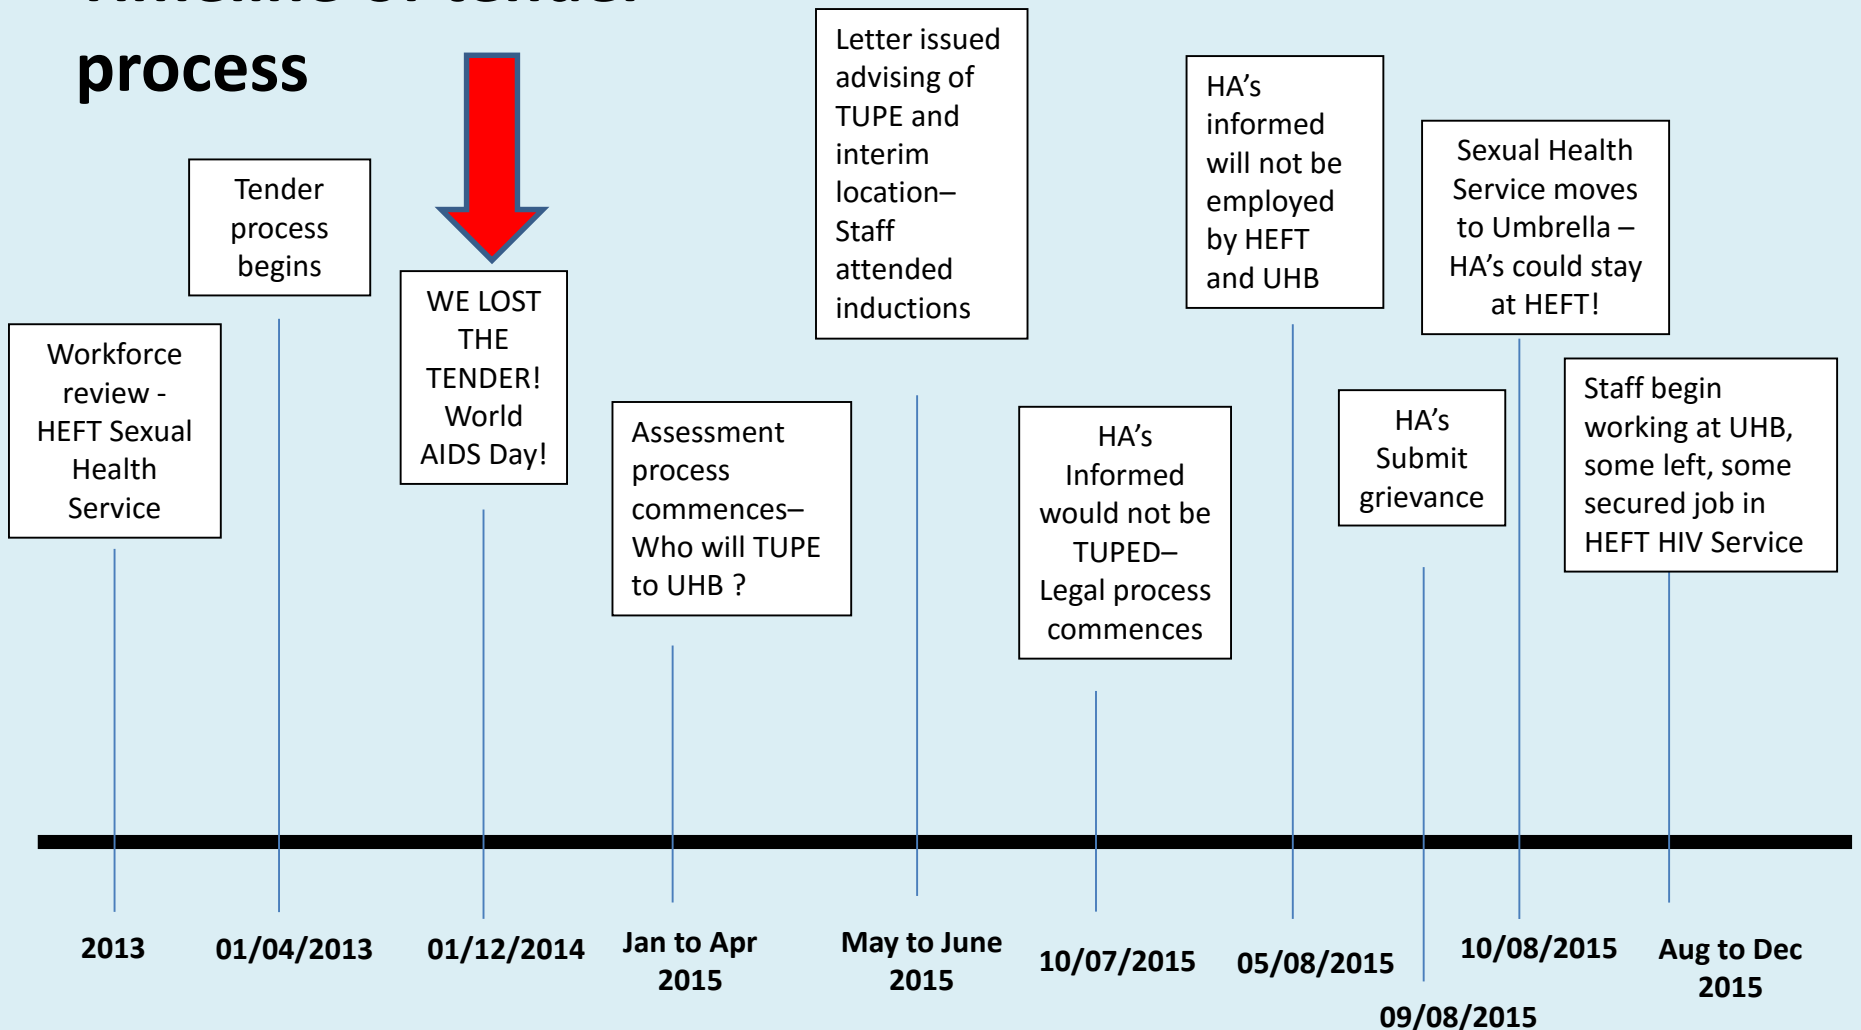 Timeline of tender
process
Workforce
review -
HEFT Sexual
Health
Service
Tender
process
begins
WE LOST
THE
TENDER!
World
AIDS Day!
Assessment
process
commences–
Who will TUPE
to UHB ?
Letter issued
advising of
TUPE and
interim
location–
Staff
attended
inductions
HA's
Informed
would not be
TUPED–
Legal process
commences
HA's
informed
will not be
employed
by HEFT
and UHB
HA's
Submit
grievance
Sexual Health
Service moves
to Umbrella –
HA's could stay
at HEFT!
Staff begin
working at UHB,
some left, some
secured job in
HEFT HIV Service
2013
01/04/2013
01/12/2014
Jan to Apr
2015
May to June
2015
10/07/2015
05/08/2015
09/08/2015
10/08/2015
Aug to Dec
2015